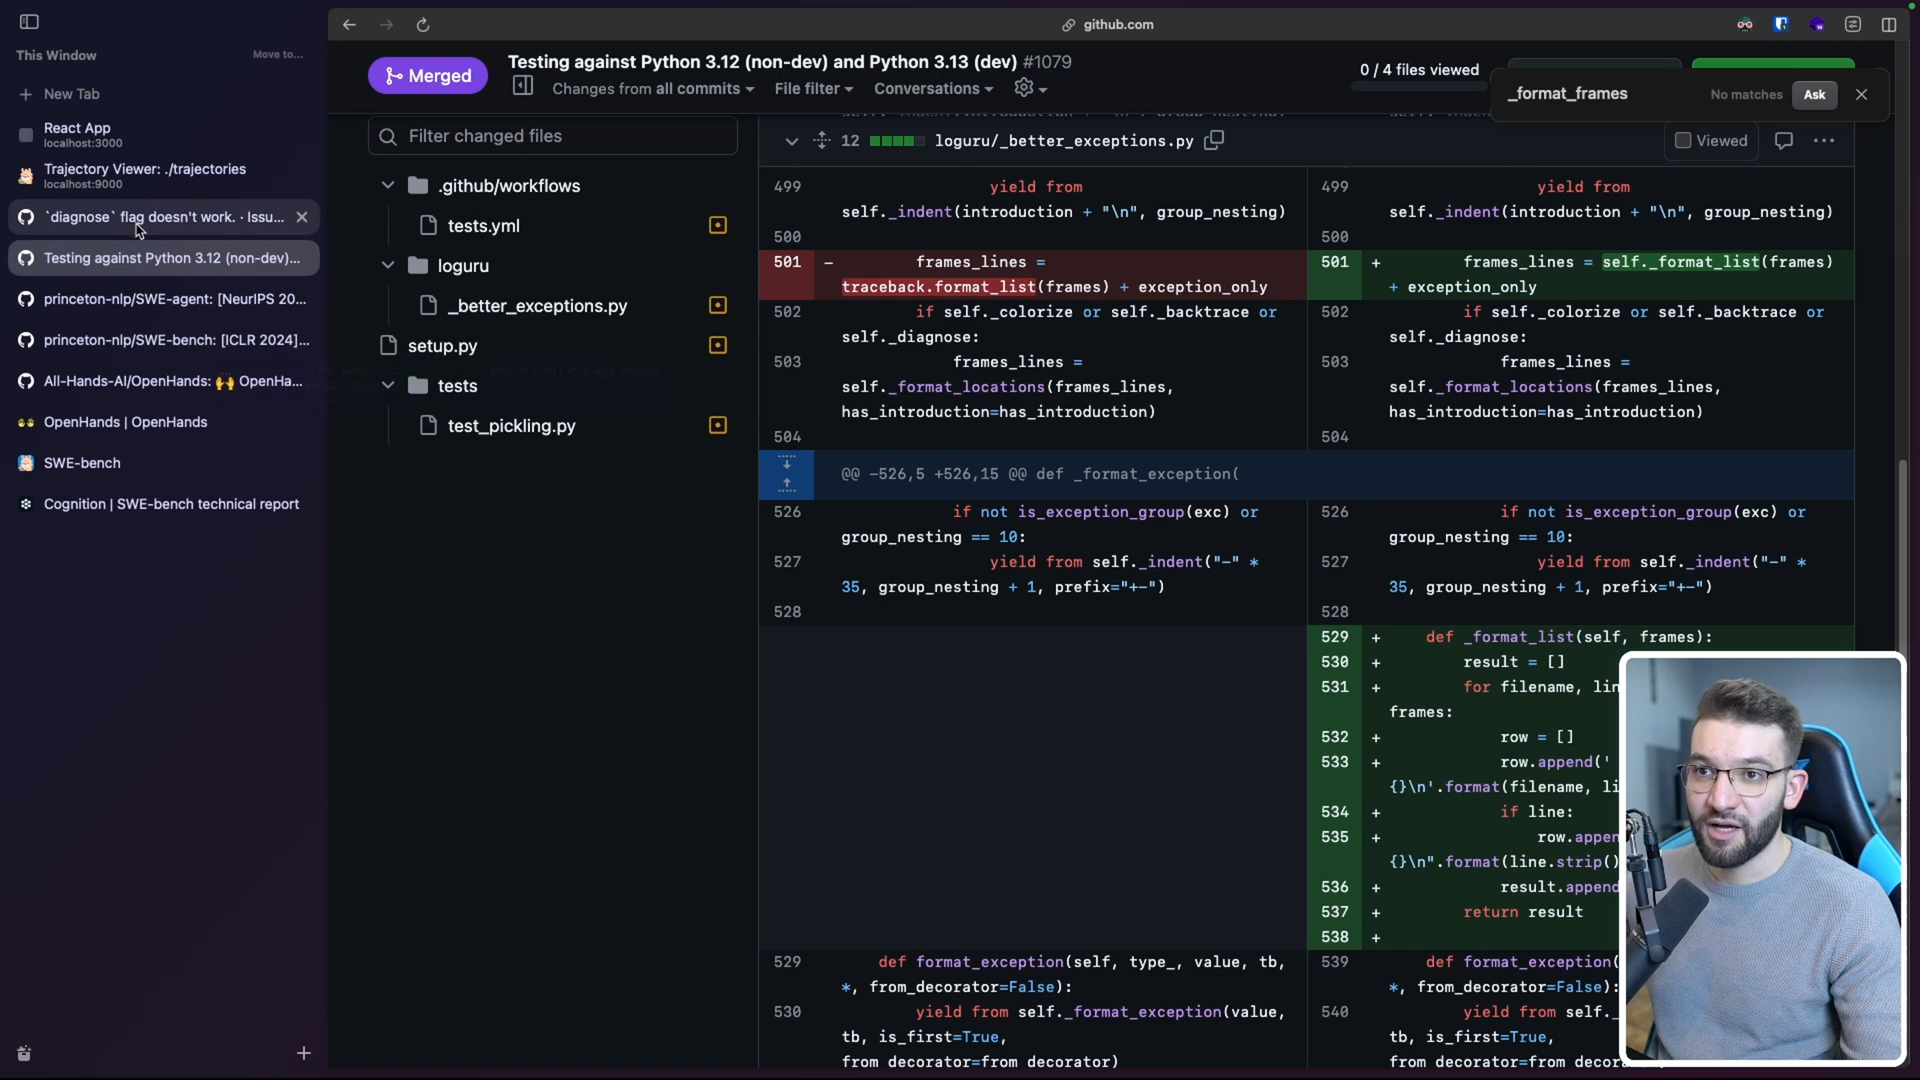 This Window
Move to...
New Tab
React App
localhost:3000
Trajectory Viewer: ./trajectories
localhost:9000
`diagnose` flag doesn't work. · Issu...
Testing against Python 3.12 (non-dev)...
princeton-nlp/SWE-agent: [NeurIPS 20...
princeton-nlp/SWE-bench: [ICLR 2024]...
All-Hands-AI/OpenHands: 🙌 OpenHa...
OpenHands | OpenHands
SWE-bench
Cognition | SWE-bench technical report
github.com
Merged
Testing against Python 3.12 (non-dev) and Python 3.13 (dev) #1079
Changes from all commits
File filter
Conversations
0 / 4 files viewed
_format_frames
No matches
Ask
Filter changed files
.github/workflows
tests.yml
loguru
_better_exceptions.py
setup.py
tests
test_pickling.py
12 loguru/_better_exceptions.py
Viewed
499 yield from
self._indent(introduction + "\n", group_nesting)
500
501 - frames_lines =
traceback.format_list(frames) + exception_only
502 if self._colorize or self._backtrace or
self._diagnose:
503 frames_lines =
self._format_locations(frames_lines,
has_introduction=has_introduction)
504
@@ -526,5 +526,15 @@ def _format_exception(
526 if not is_exception_group(exc) or
group_nesting == 10:
527 yield from self._indent("-" *
35, group_nesting + 1, prefix="+-")
528
529 def format_exception(self, type_, value, tb,
*, from_decorator=False):
530 yield from self._format_exception(value,
tb, is_first=True,
from_decorator=from_decorator)
499 yield from
self._indent(introduction + "\n", group_nesting)
500
501 + frames_lines = self._format_list(frames)
+ exception_only
502 if self._colorize or self._backtrace or
self._diagnose:
503 frames_lines =
self._format_locations(frames_lines,
has_introduction=has_introduction)
504
526 if not is_exception_group(exc) or
group_nesting == 10:
527 yield from self._indent("-" *
35, group_nesting + 1, prefix="+-")
528
529 + def _format_list(self, frames):
530 + result = []
531 + for filename, lin
frames:
532 + row = []
533 + row.append('
{}\n'.format(filename, li
534 + if line:
535 + row.appen
{}\n".format(line.strip()
536 + result.append
537 + return result
538 +
539 def format_exception(
*, from_decorator=False):
540 yield from self._
tb, is_first=True,
from_decorator=from_dec